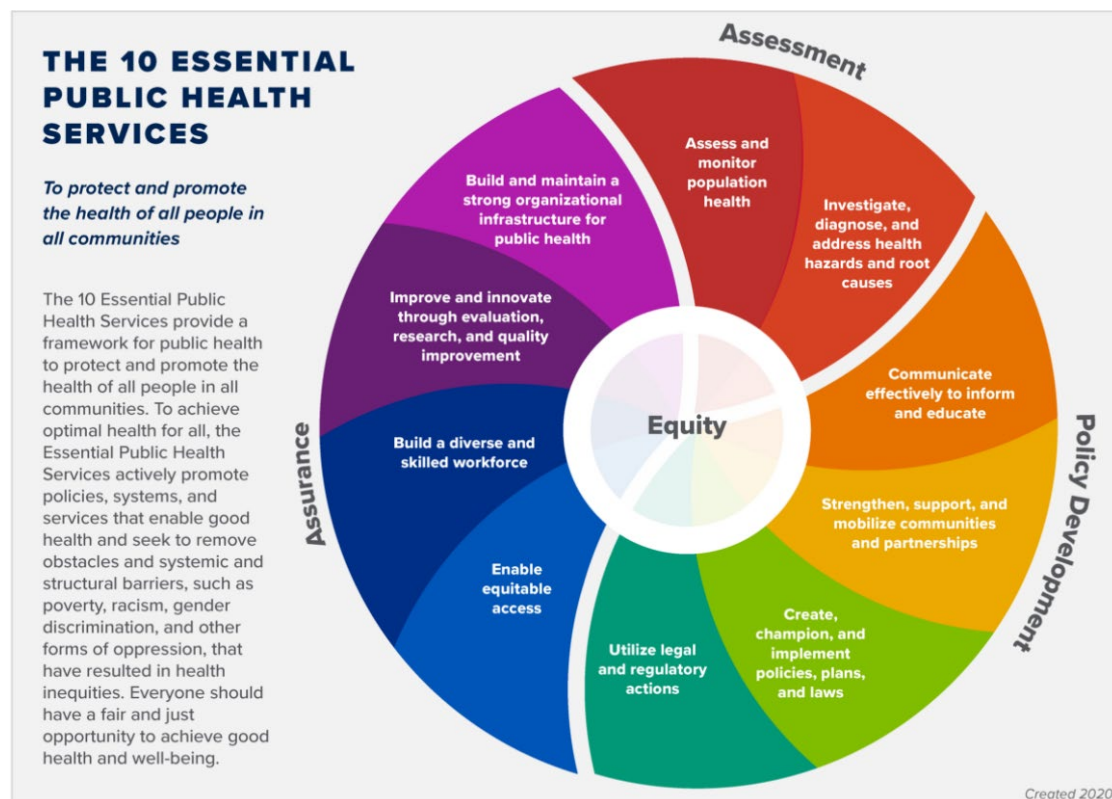 THE 10 ESSENTIAL
PUBLIC HEALTH
SERVICES
To protect and promote
the health of all people in
all communities
The 10 Essential Public
Health Services provide a
framework for public health
to protect and promote the
health of all people in all
communities. To achieve
optimal health for all, the
Essential Public Health
Services actively promote
policies, systems, and
services that enable good
health and seek to remove
obstacles and systemic and
structural barriers, such as
poverty, racism, gender
discrimination, and other
forms of oppression, that
have resulted in health
inequities. Everyone should
have a fair and just
opportunity to achieve good
health and well-being.
Assessment
Assess and
monitor
population
health
Investigate,
diagnose, and
address health
hazards and root
causes
Policy Development
Communicate
effectively to inform
and educate
Strengthen, support, and
mobilize communities
and partnerships
Create,
champion, and
implement
policies, plans,
and laws
Utilize legal
and regulatory
actions
Assurance
Enable
equitable
access
Build a diverse and
skilled workforce
Improve and innovate
through evaluation,
research, and quality
improvement
Build and maintain a
strong organizational
infrastructure for
public health
Equity
Created 2020